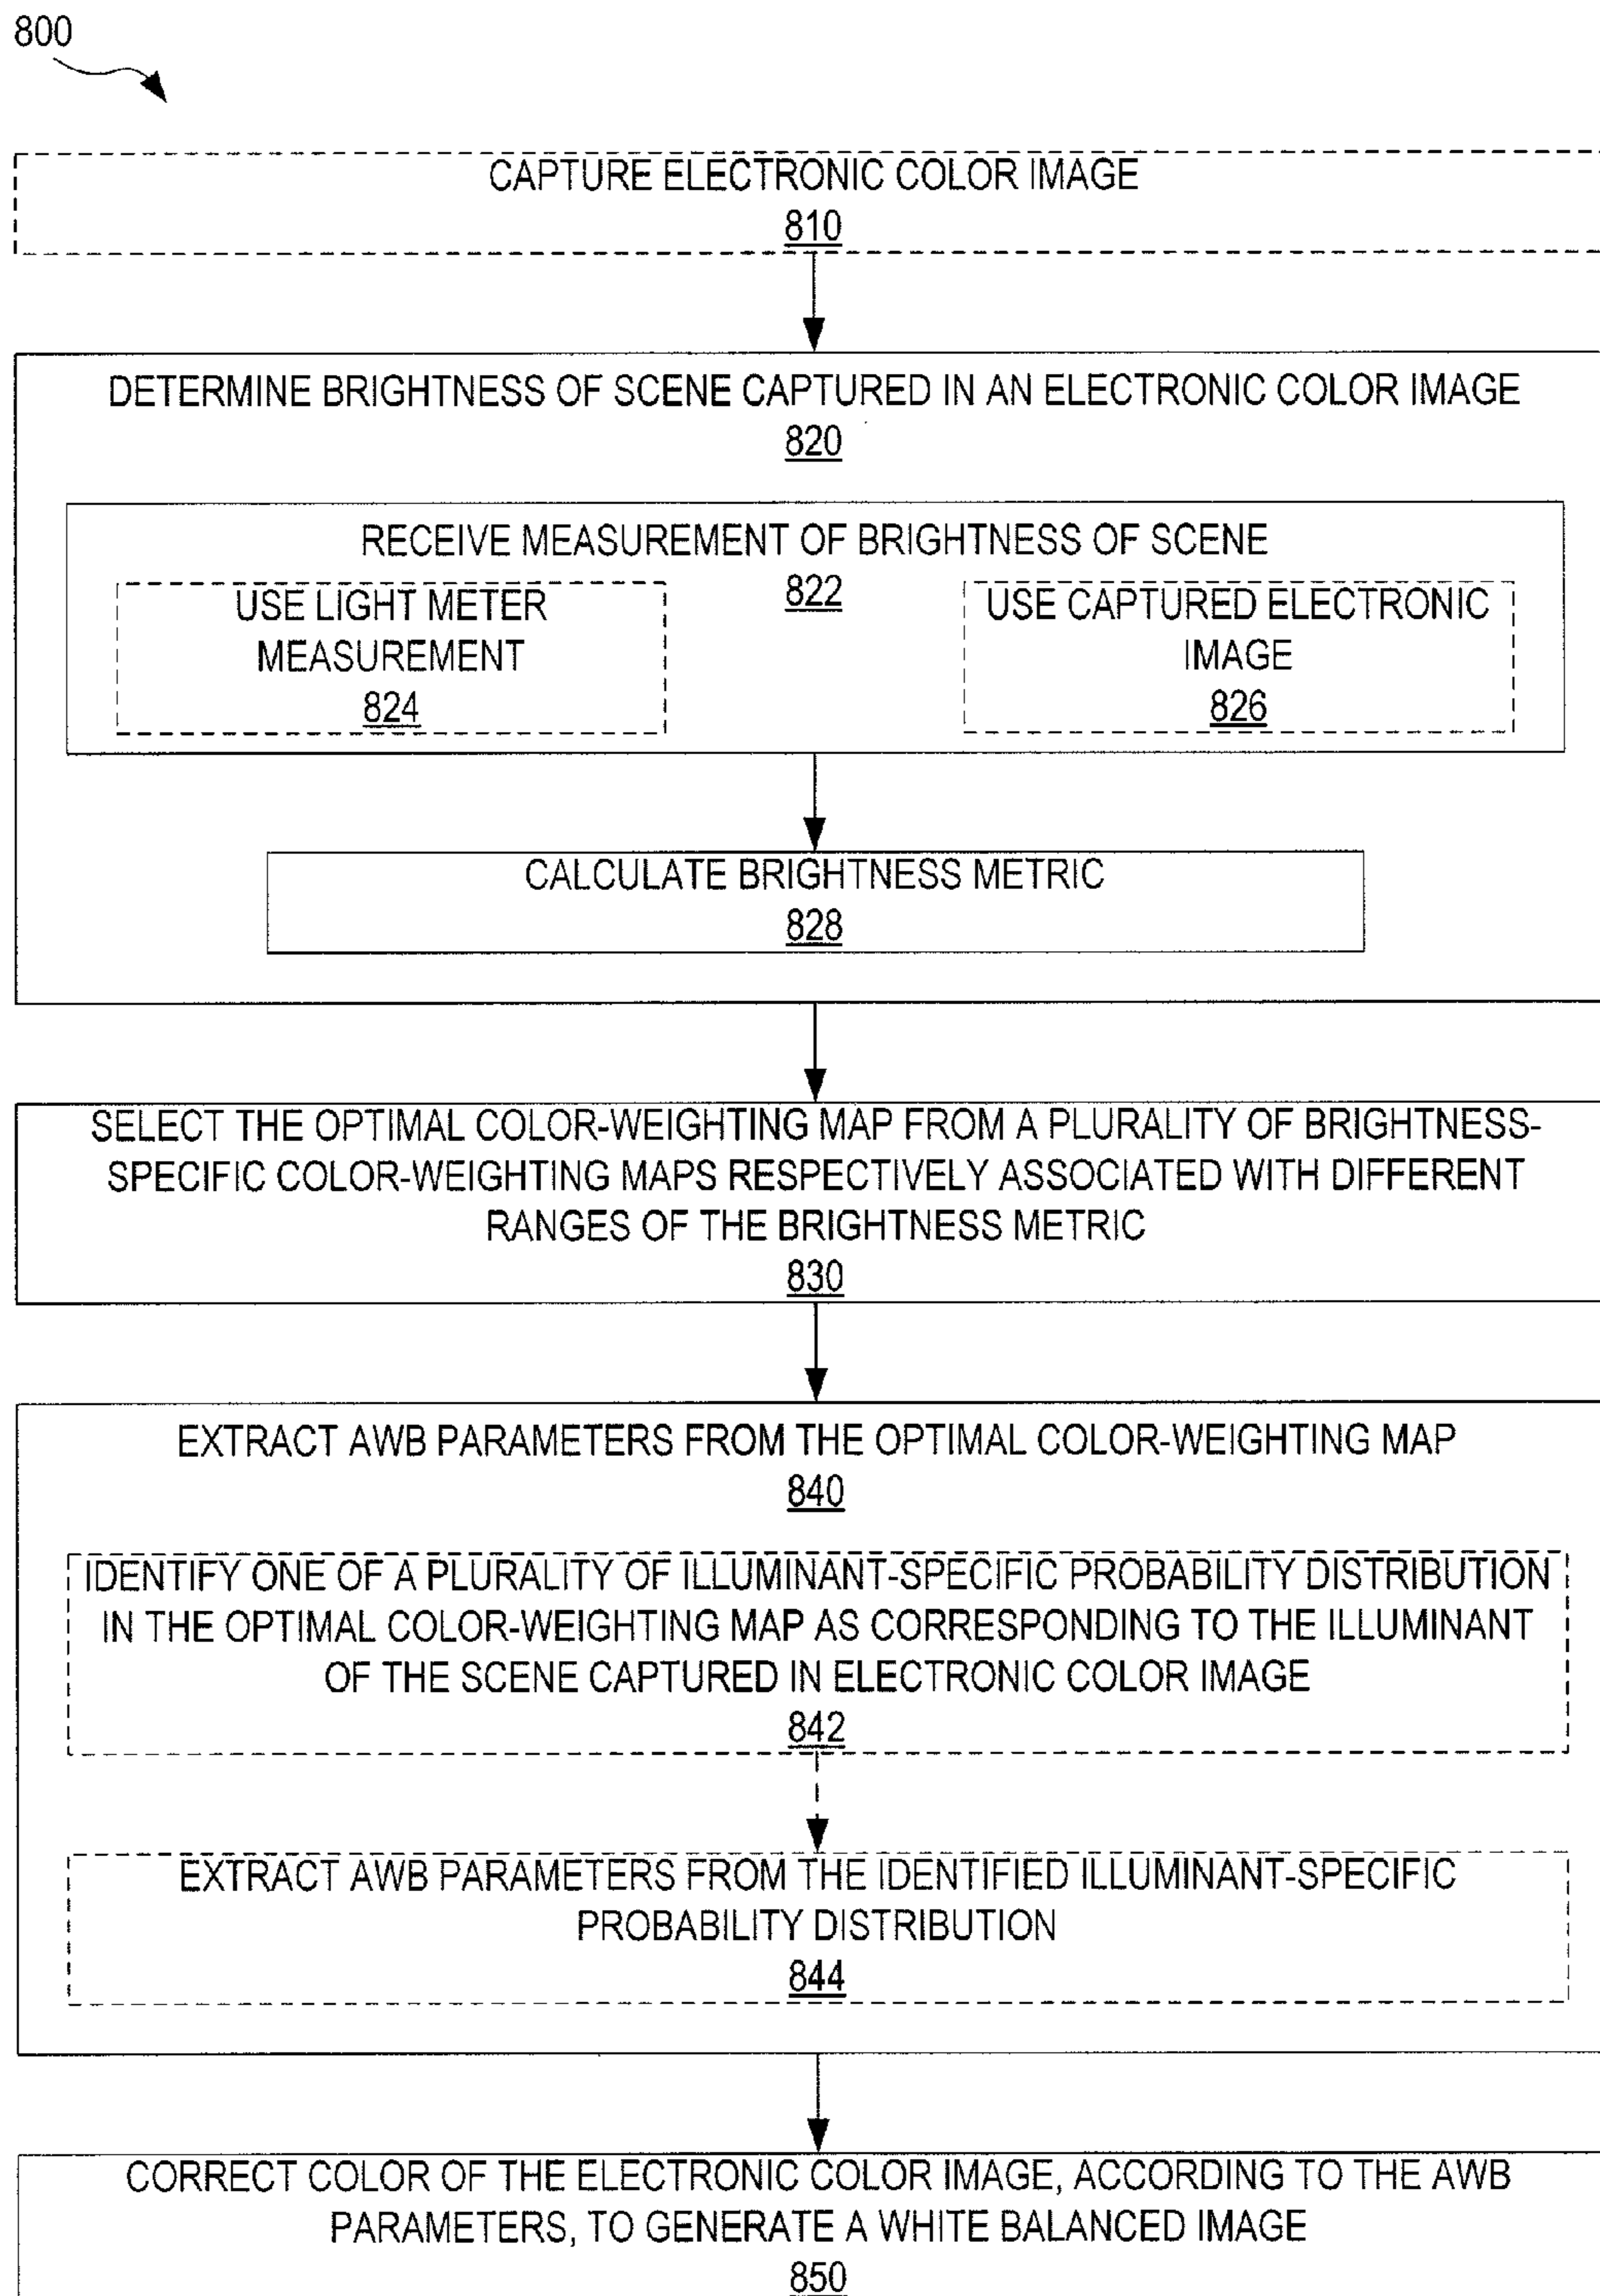 800
CAPTURE ELECTRONIC COLOR IMAGE
810
DETERMINE BRIGHTNESS OF SCENE CAPTURED IN AN ELECTRONIC COLOR IMAGE
820
RECEIVE MEASUREMENT OF BRIGHTNESS OF SCENE
822
USE LIGHT METER
MEASUREMENT
824
USE CAPTURED ELECTRONIC
IMAGE
826
CALCULATE BRIGHTNESS METRIC
828
SELECT THE OPTIMAL COLOR-WEIGHTING MAP FROM A PLURALITY OF BRIGHTNESS-
SPECIFIC COLOR-WEIGHTING MAPS RESPECTIVELY ASSOCIATED WITH DIFFERENT
RANGES OF THE BRIGHTNESS METRIC
830
EXTRACT AWB PARAMETERS FROM THE OPTIMAL COLOR-WEIGHTING MAP
840
IDENTIFY ONE OF A PLURALITY OF ILLUMINANT-SPECIFIC PROBABILITY DISTRIBUTION
IN THE OPTIMAL COLOR-WEIGHTING MAP AS CORRESPONDING TO THE ILLUMINANT
OF THE SCENE CAPTURED IN ELECTRONIC COLOR IMAGE
842
EXTRACT AWB PARAMETERS FROM THE IDENTIFIED ILLUMINANT-SPECIFIC
PROBABILITY DISTRIBUTION
844
CORRECT COLOR OF THE ELECTRONIC COLOR IMAGE, ACCORDING TO THE AWB
PARAMETERS, TO GENERATE A WHITE BALANCED IMAGE
850